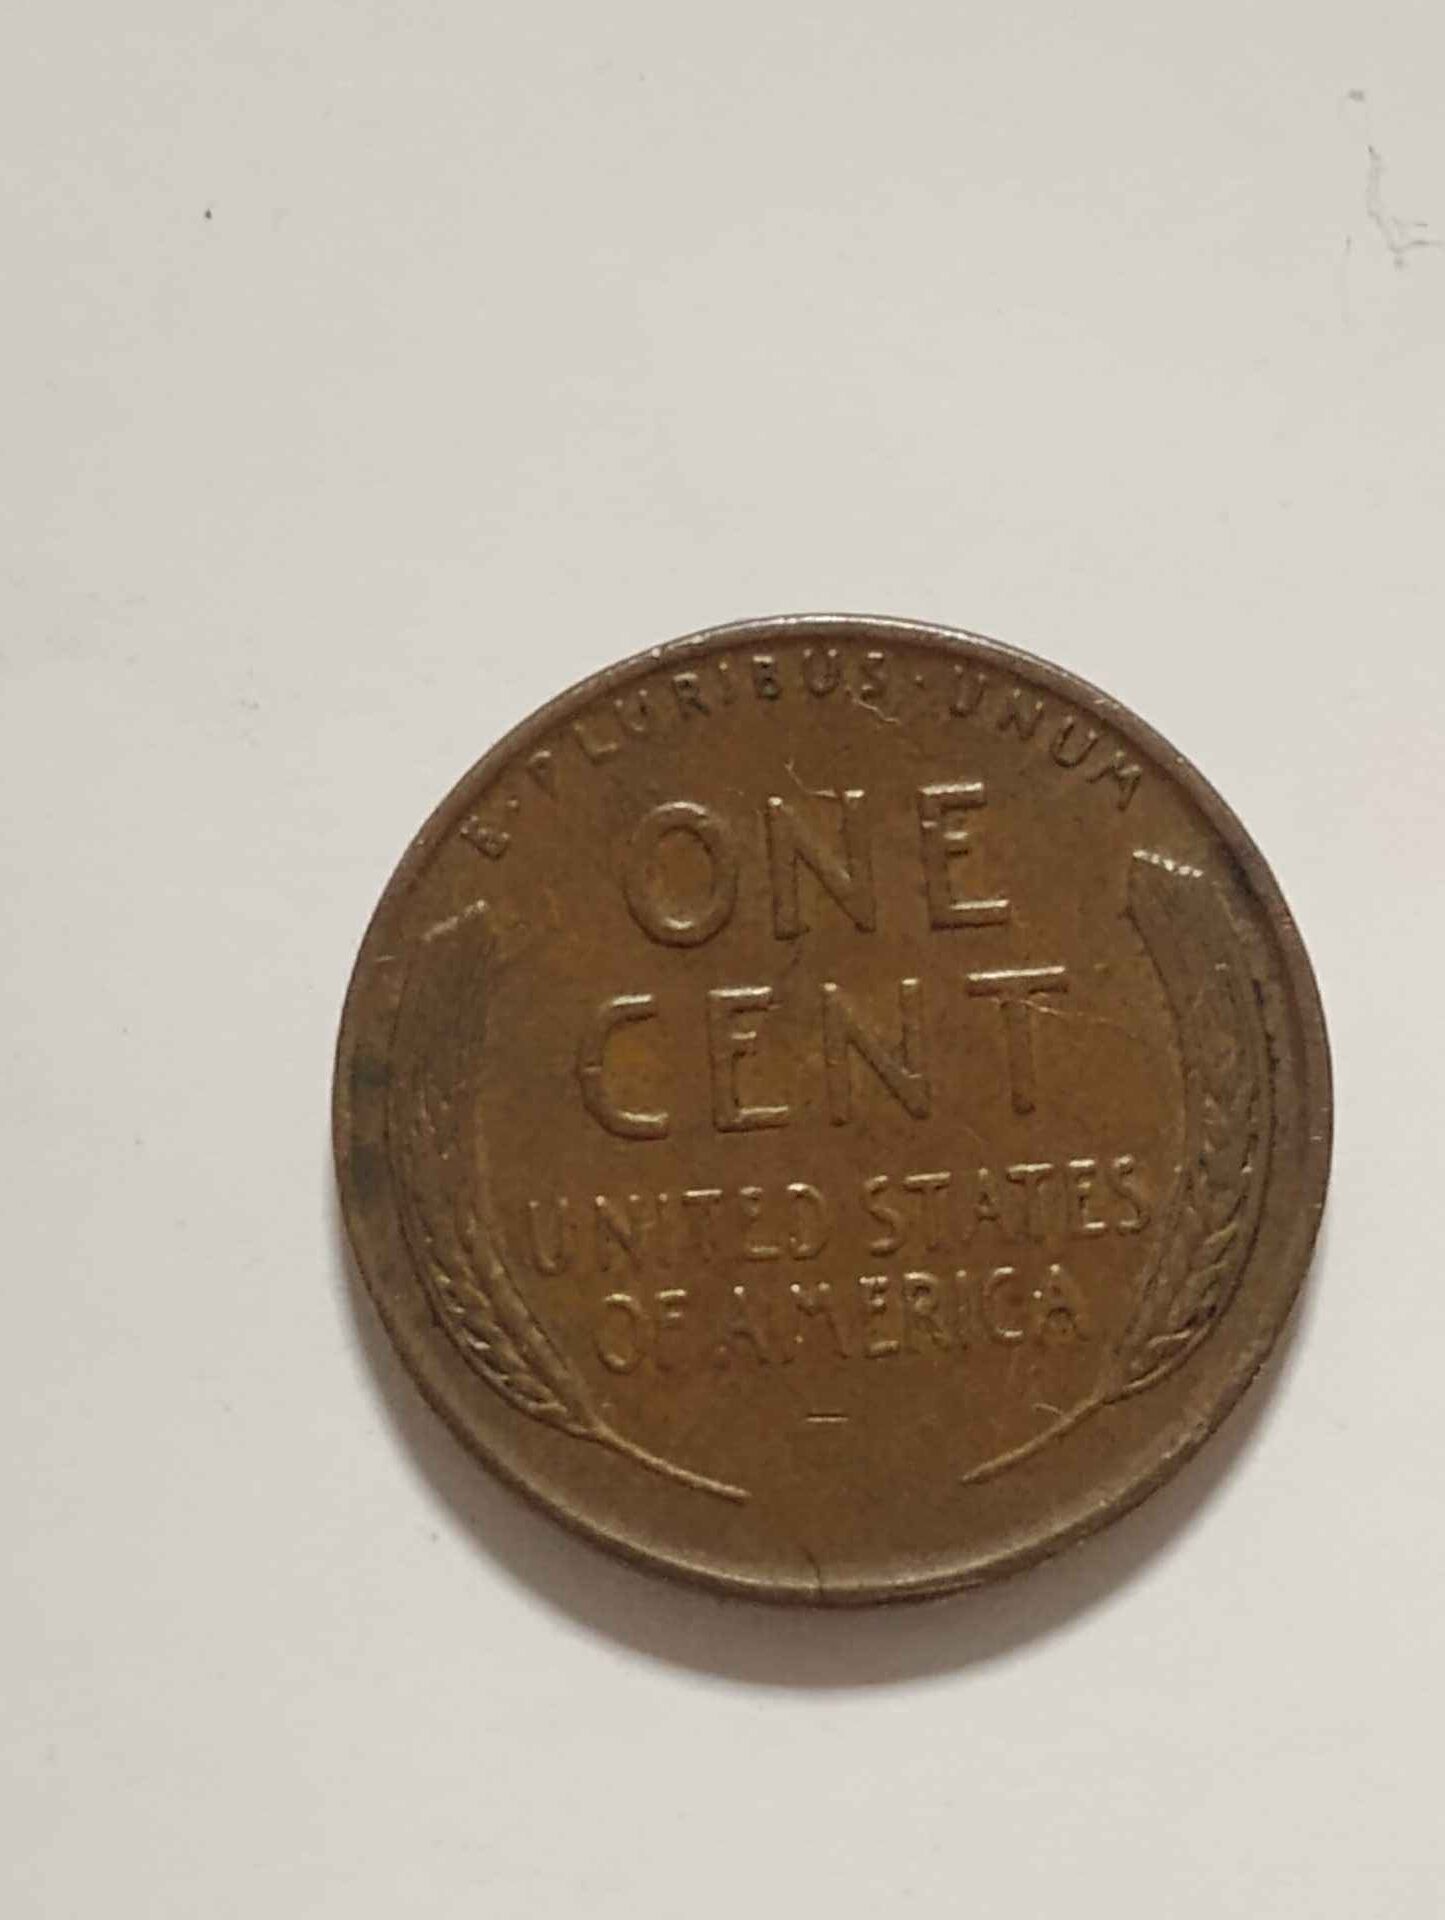 E·PLURIBUS·UNUM
ONE
CENT
UNITED STATES
OF AMERICA